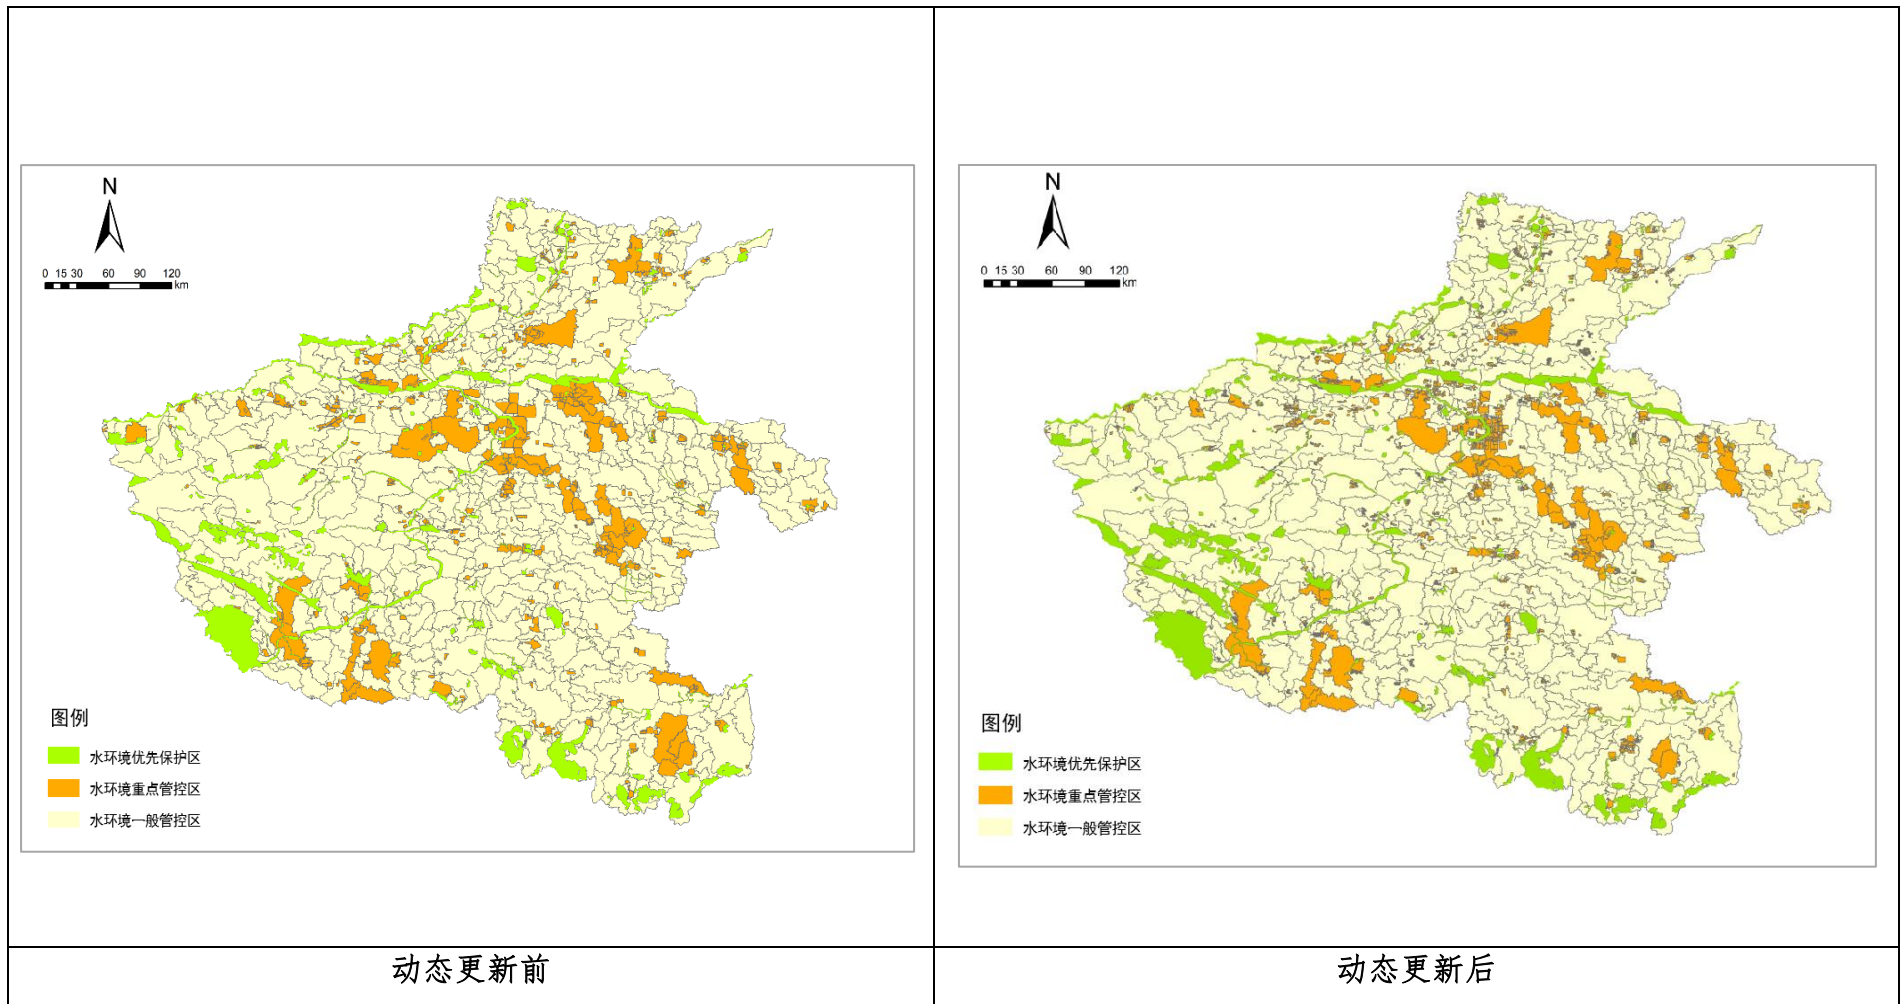 N
0 15 30 60 90 120
km
图例
水环境优先保护区
水环境重点管控区
水环境一般管控区
动态更新前
N
0 15 30 60 90 120
km
图例
水环境优先保护区
水环境重点管控区
水环境一般管控区
动态更新后